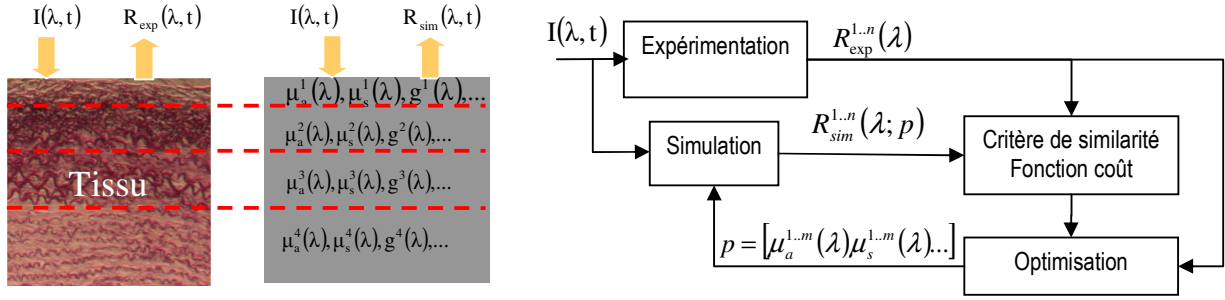 I(λ,t) R_exp(λ,t)
I(λ,t) R_sim(λ,t)
Tissu
μ_a^1(λ), μ_s^1(λ), g^1(λ),...
μ_a^2(λ), μ_s^2(λ), g^2(λ),...
μ_a^3(λ), μ_s^3(λ), g^3(λ),...
μ_a^4(λ), μ_s^4(λ), g^4(λ),...
I(λ,t)
Expérimentation
R_exp^{1..n}(λ)
Simulation
R_sim^{1..n}(λ; p)
Critère de similarité
Fonction coût
p = [μ_a^{1..m}(λ)μ_s^{1..m}(λ)...]
Optimisation